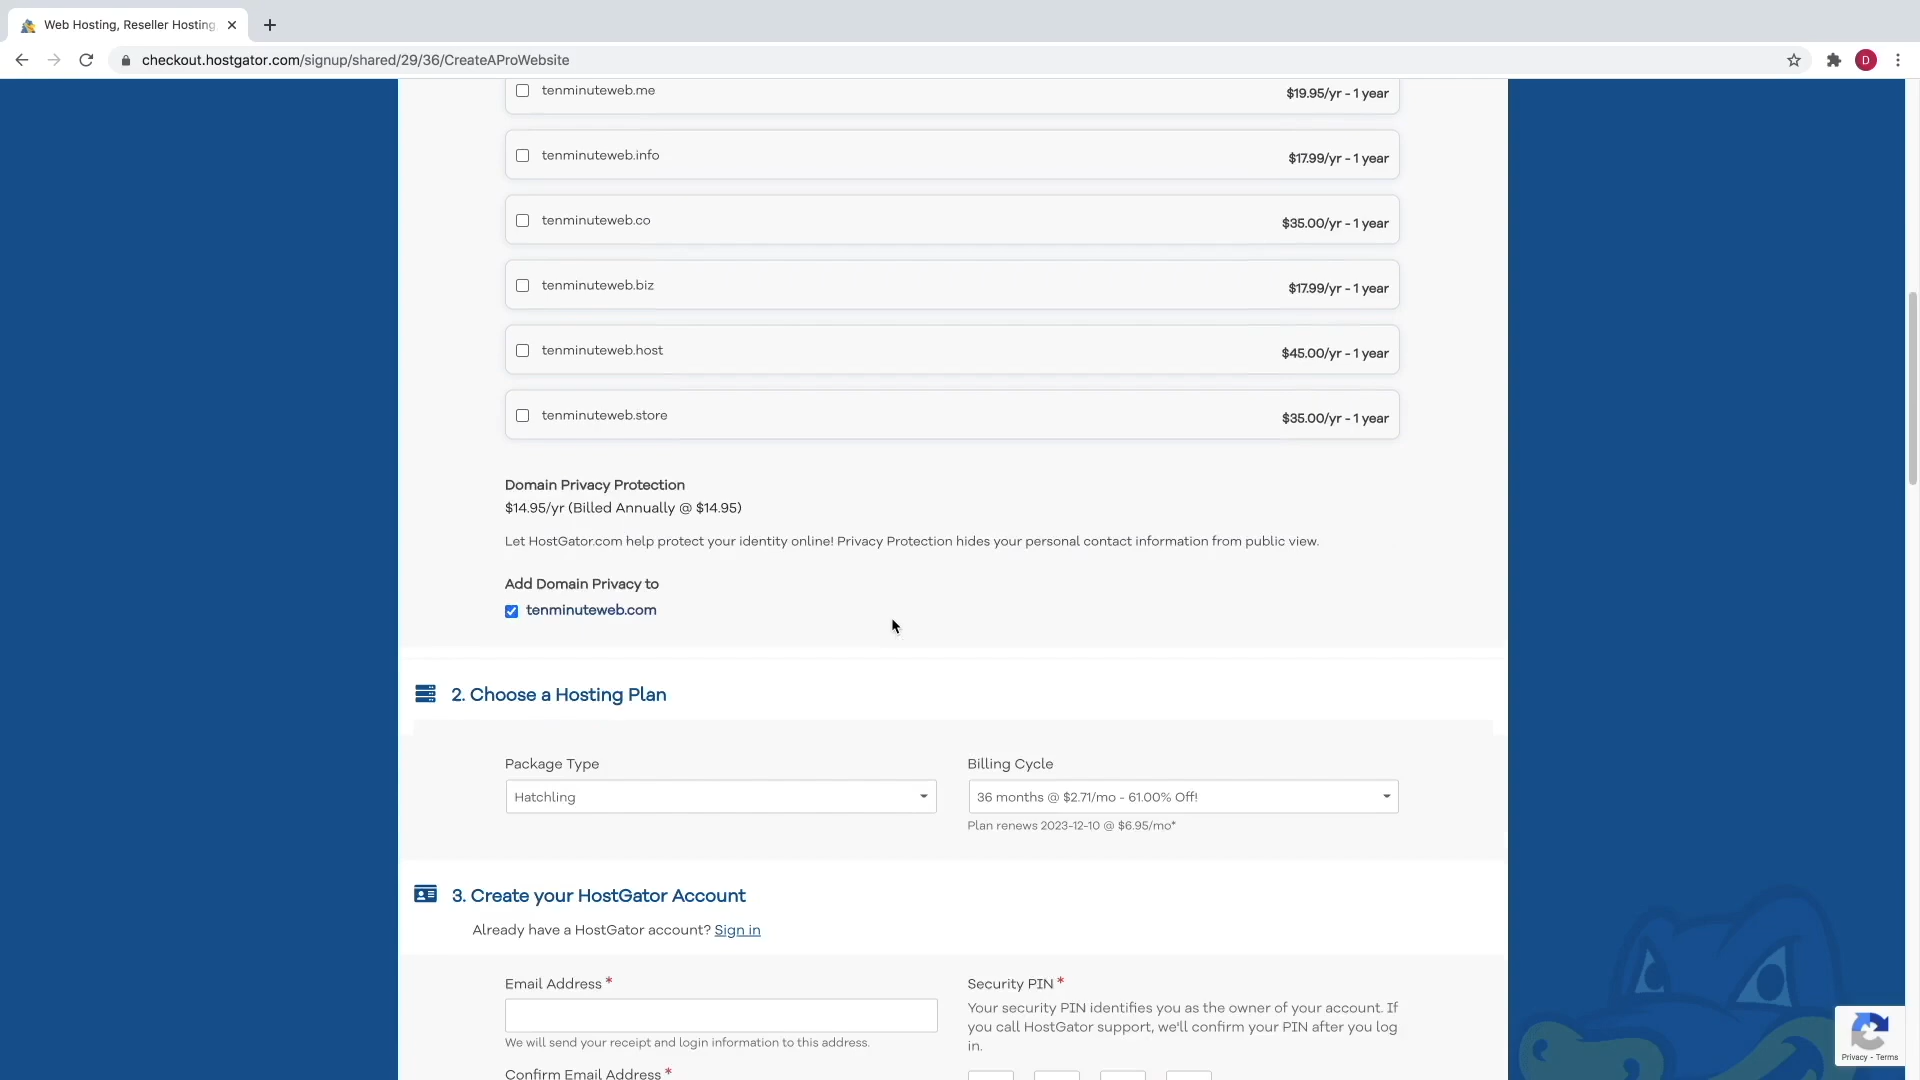 Web Hosting, Reseller Hosting
checkout.hostgator.com/signup/shared/29/36/CreateAProWebsite
D
tenminuteweb.me
$19.95/yr - 1 year
tenminuteweb.info
$17.99/yr - 1 year
tenminuteweb.co
$35.00/yr - 1 year
tenminuteweb.biz
$17.99/yr - 1 year
tenminuteweb.host
$45.00/yr - 1 year
tenminuteweb.store
$35.00/yr - 1 year
Domain Privacy Protection
$14.95/yr (Billed Annually @ $14.95)
Let HostGator.com help protect your identity online! Privacy Protection hides your personal contact information from public view.
Add Domain Privacy to
tenminuteweb.com
2. Choose a Hosting Plan
Package Type
Hatchling
Billing Cycle
36 months @ $2.71/mo - 61.00% Off!
Plan renews 2023-12-10 @ $6.95/mo*
3. Create your HostGator Account
Already have a HostGator account? Sign in
Email Address *
We will send your receipt and login information to this address.
Confirm Email Address *
Security PIN *
Your security PIN identifies you as the owner of your account. If
you call HostGator support, we'll confirm your PIN after you log
in.
Privacy - Terms